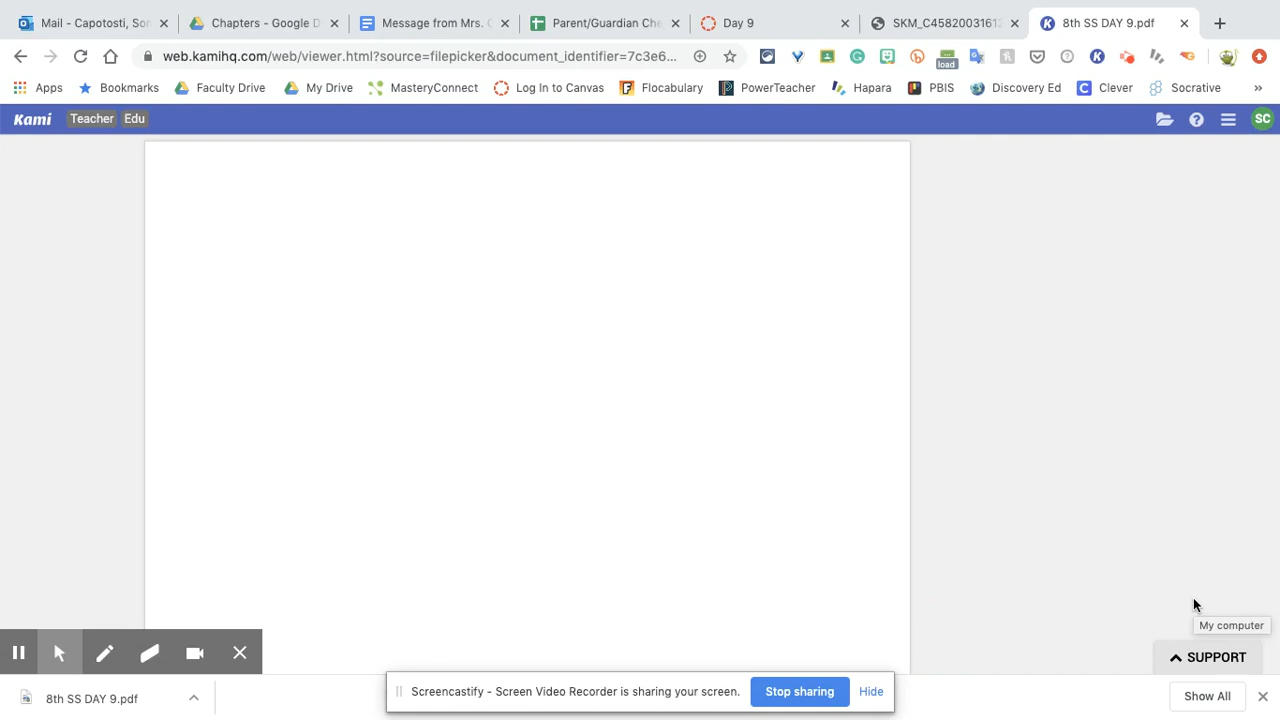 Mail - Capotosti, Son
Chapters - Google D
Message from Mrs.
Parent/Guardian Che
Day 9
SKM_C45820031612
8th SS DAY 9.pdf
web.kamihq.com/web/viewer.html?source=filepicker&document_identifier=7c3e6...
load
Apps
Bookmarks
Faculty Drive
My Drive
MasteryConnect
Log In to Canvas
Flocabulary
PowerTeacher
Hapara
PBIS
Discovery Ed
Clever
Socrative
»
Kami
Teacher
Edu
SC
My computer
SUPPORT
Screencastify - Screen Video Recorder is sharing your screen.
Stop sharing
Hide
8th SS DAY 9.pdf
Show All